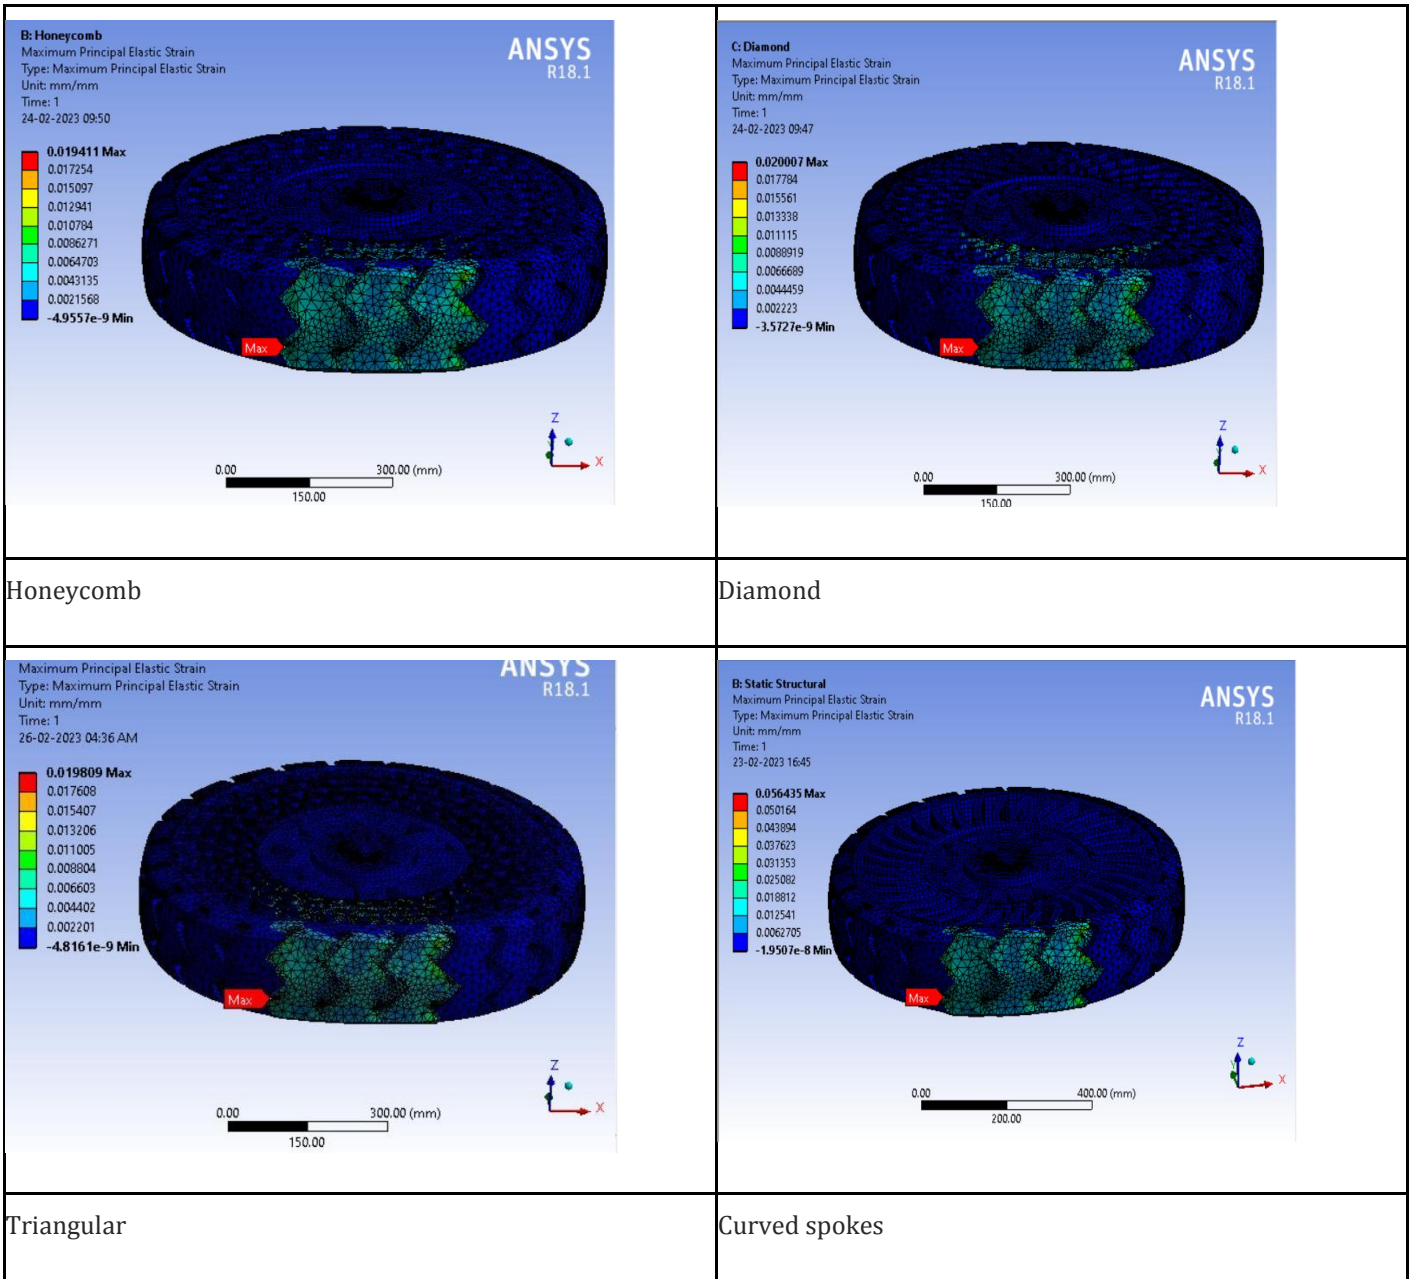 B: Honeycomb
Maximum Principal Elastic Strain
Type: Maximum Principal Elastic Strain
Unit: mm/mm
Time: 1
24-02-2023 09:50
ANSYS
R18.1
0.019411 Max
0.017254
0.015097
0.012941
0.010784
0.0086271
0.0064703
0.0043135
0.0021568
-4.9557e-9 Min
Max
Z
X
0.00
300.00 (mm)
150.00
C: Diamond
Maximum Principal Elastic Strain
Type: Maximum Principal Elastic Strain
Unit: mm/mm
Time: 1
24-02-2023 09:47
ANSYS
R18.1
0.020007 Max
0.017784
0.015561
0.013338
0.011115
0.0088919
0.0066689
0.0044459
0.002223
-3.5727e-9 Min
Max
Z
X
0.00
300.00 (mm)
150.00
Honeycomb
Diamond
Maximum Principal Elastic Strain
Type: Maximum Principal Elastic Strain
Unit: mm/mm
Time: 1
26-02-2023 04:36 AM
ANSYS
R18.1
0.019809 Max
0.017608
0.015407
0.013206
0.011005
0.008804
0.006603
0.004402
0.002201
-4.8161e-9 Min
Max
Z
X
0.00
300.00 (mm)
150.00
B: Static Structural
Maximum Principal Elastic Strain
Type: Maximum Principal Elastic Strain
Unit: mm/mm
Time: 1
23-02-2023 16:45
ANSYS
R18.1
0.056435 Max
0.050164
0.043894
0.037623
0.031353
0.025082
0.018812
0.012541
0.0062705
-1.9507e-8 Min
Max
Z
X
0.00
400.00 (mm)
200.00
Triangular
Curved spokes